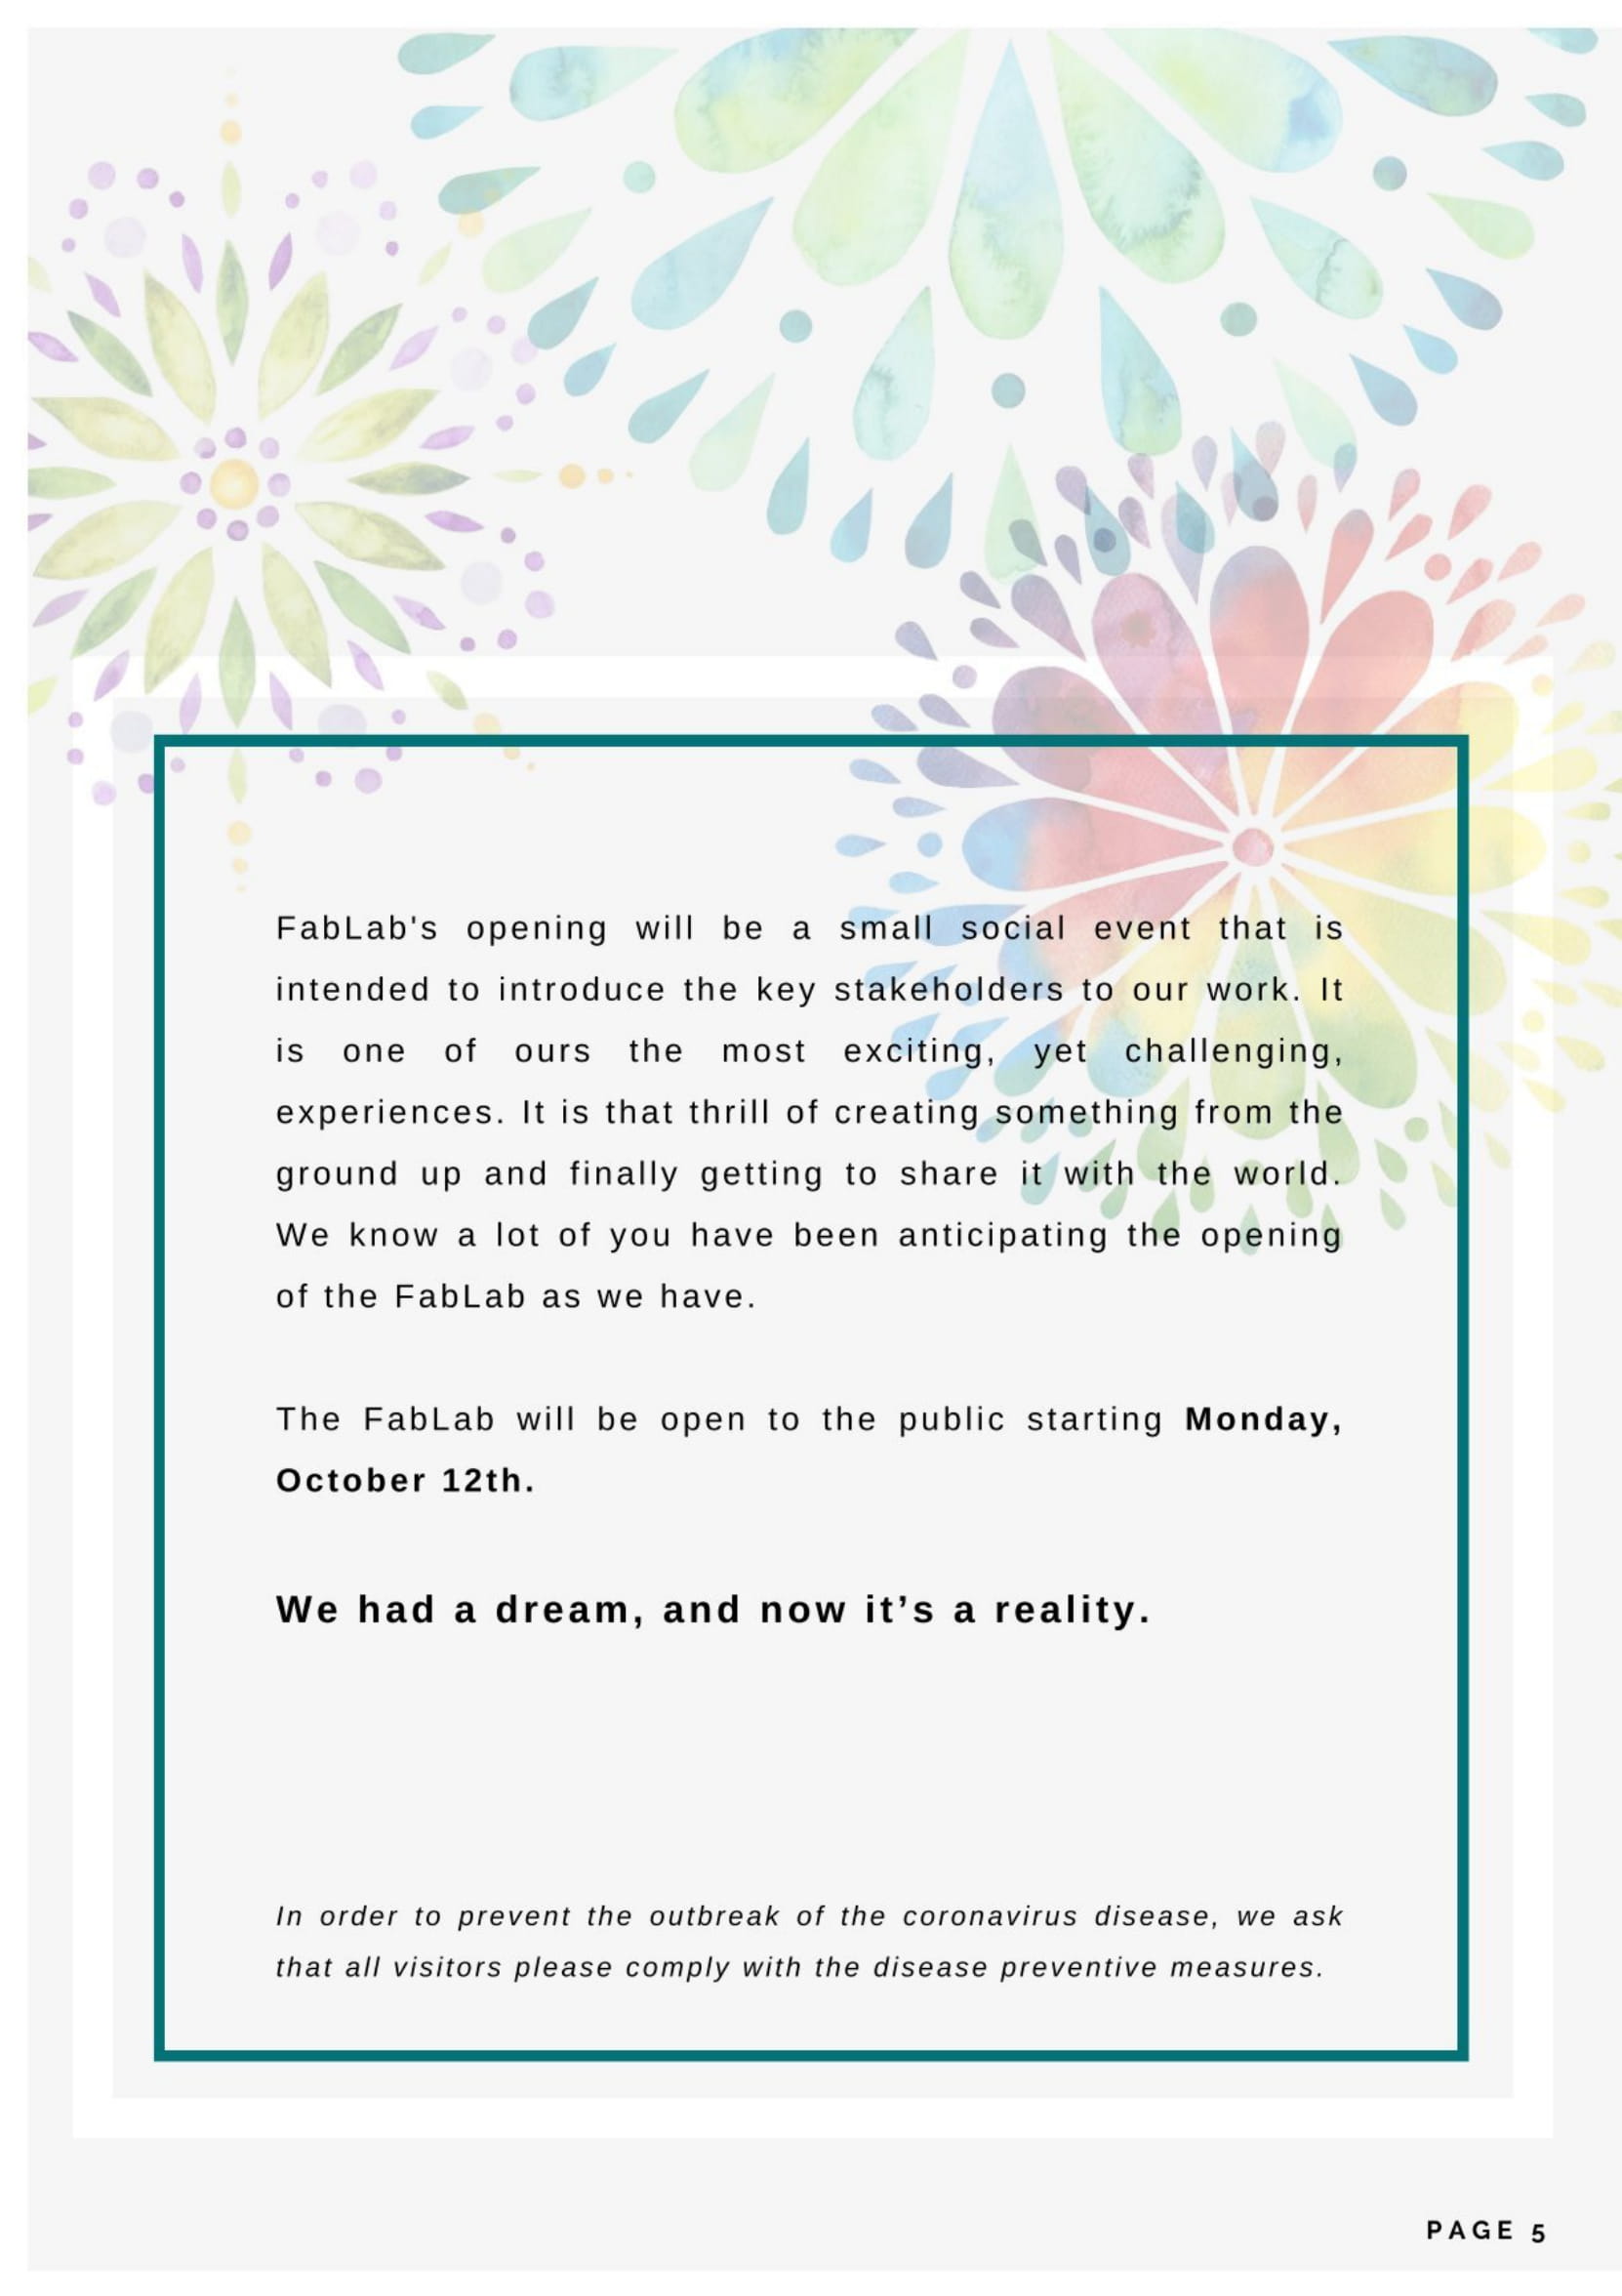 FabLab's opening will be a small social event that is
intended to introduce the key stakeholders to our work. It
is one of ours the most exciting, yet challenging,
experiences. It is that thrill of creating something from the
ground up and finally getting to share it with the world.
We know a lot of you have been anticipating the opening
of the FabLab as we have.
The FabLab will be open to the public starting Monday,
October 12th.
We had a dream, and now it’s a reality.
In order to prevent the outbreak of the coronavirus disease, we ask
that all visitors please comply with the disease preventive measures.
PAGE 5